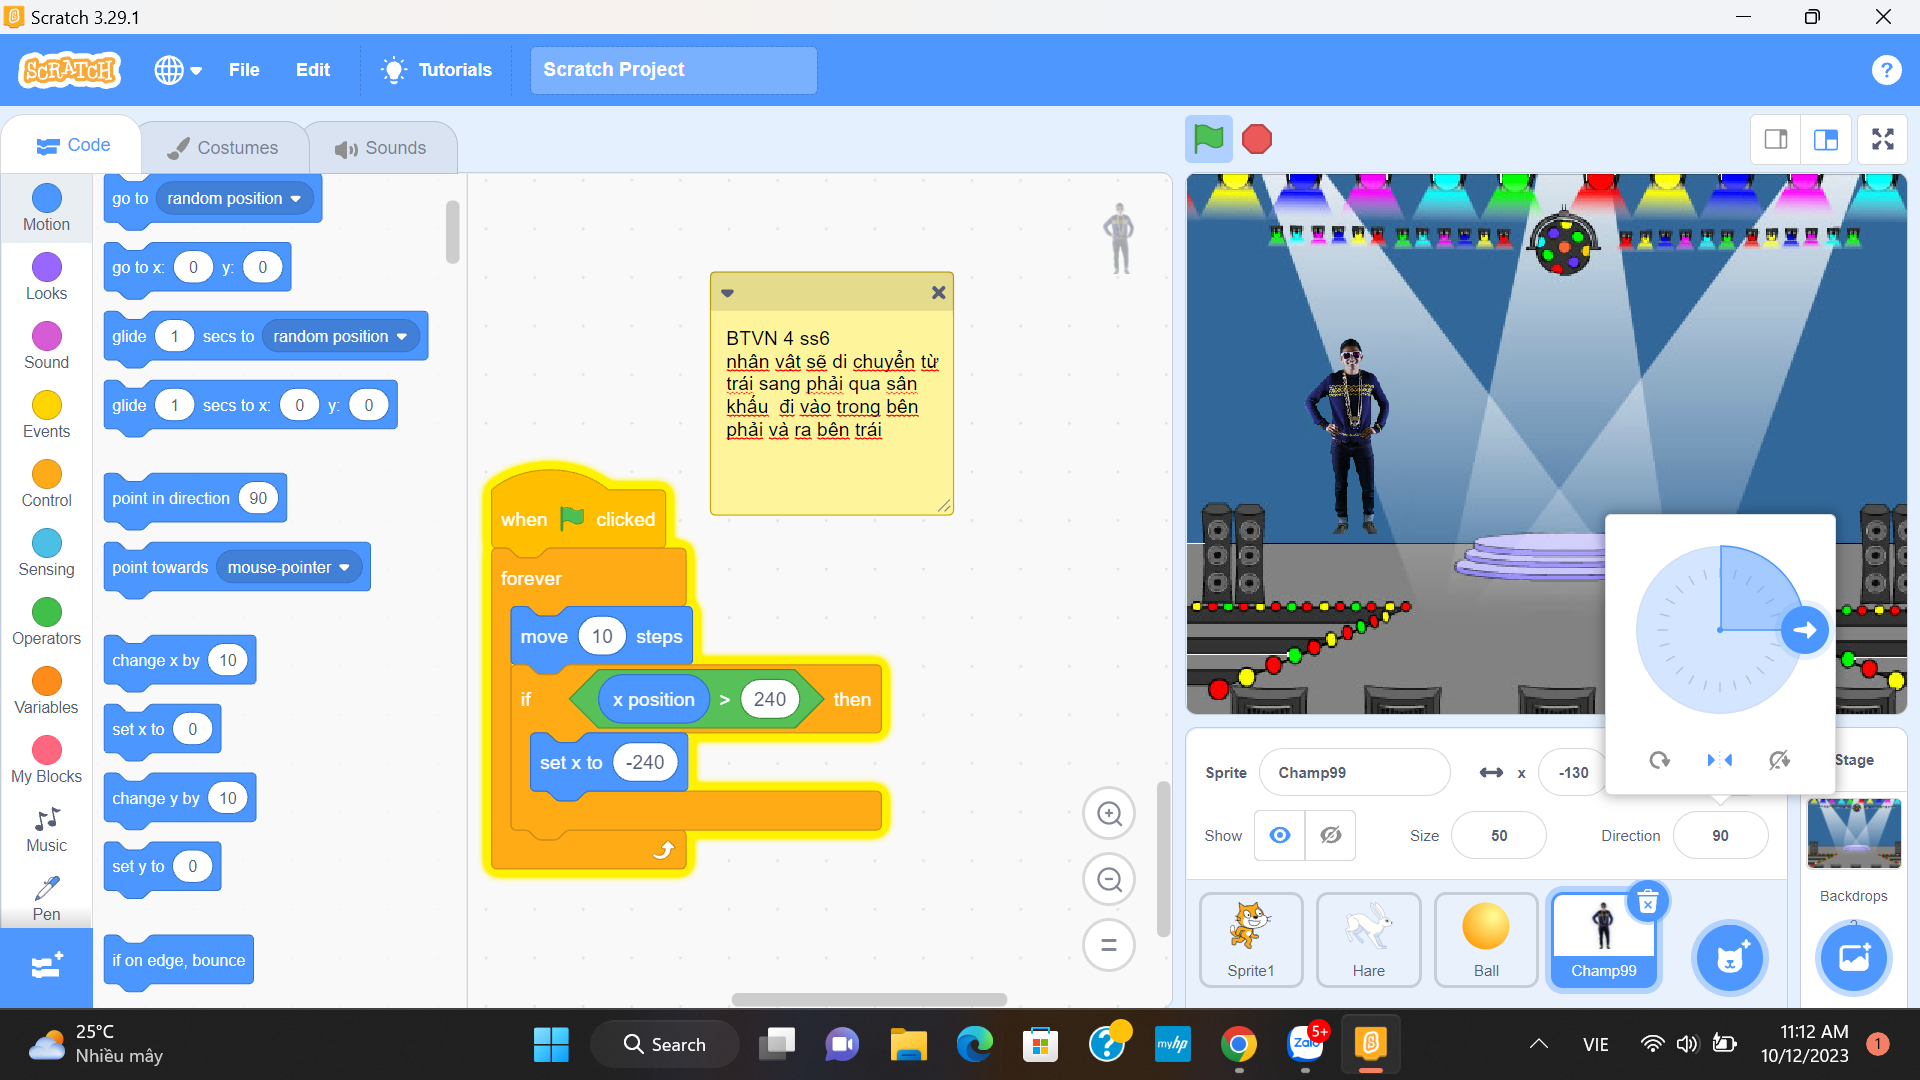 Scratch 3.29.1
SCRATCH
File
Edit
Tutorials
Scratch Project
?
Code
Costumes
Sounds
Motion
Looks
Sound
Events
Control
Sensing
Operators
Variables
My Blocks
Music
Pen
go to random position
go to x: 0 y: 0
glide 1 secs to random position
glide 1 secs to x: 0 y: 0
point in direction 90
point towards mouse-pointer
change x by 10
set x to 0
change y by 10
set y to 0
if on edge, bounce
BTVN 4 ss6
nhân vật sẽ di chuyển từ
trái sang phải qua sân
khấu đi vào trong bên
phải và ra bên trái
when clicked
forever
move 10 steps
if x position > 240 then
set x to -240
Sprite Champ99 x -130
Show Size 50 Direction 90
Sprite1
Hare
Ball
Champ99
Stage
Backdrops
25°C
Nhiều mây
Search
myhp
Zalo
5+
VIE
11:12 AM
10/12/2023
1